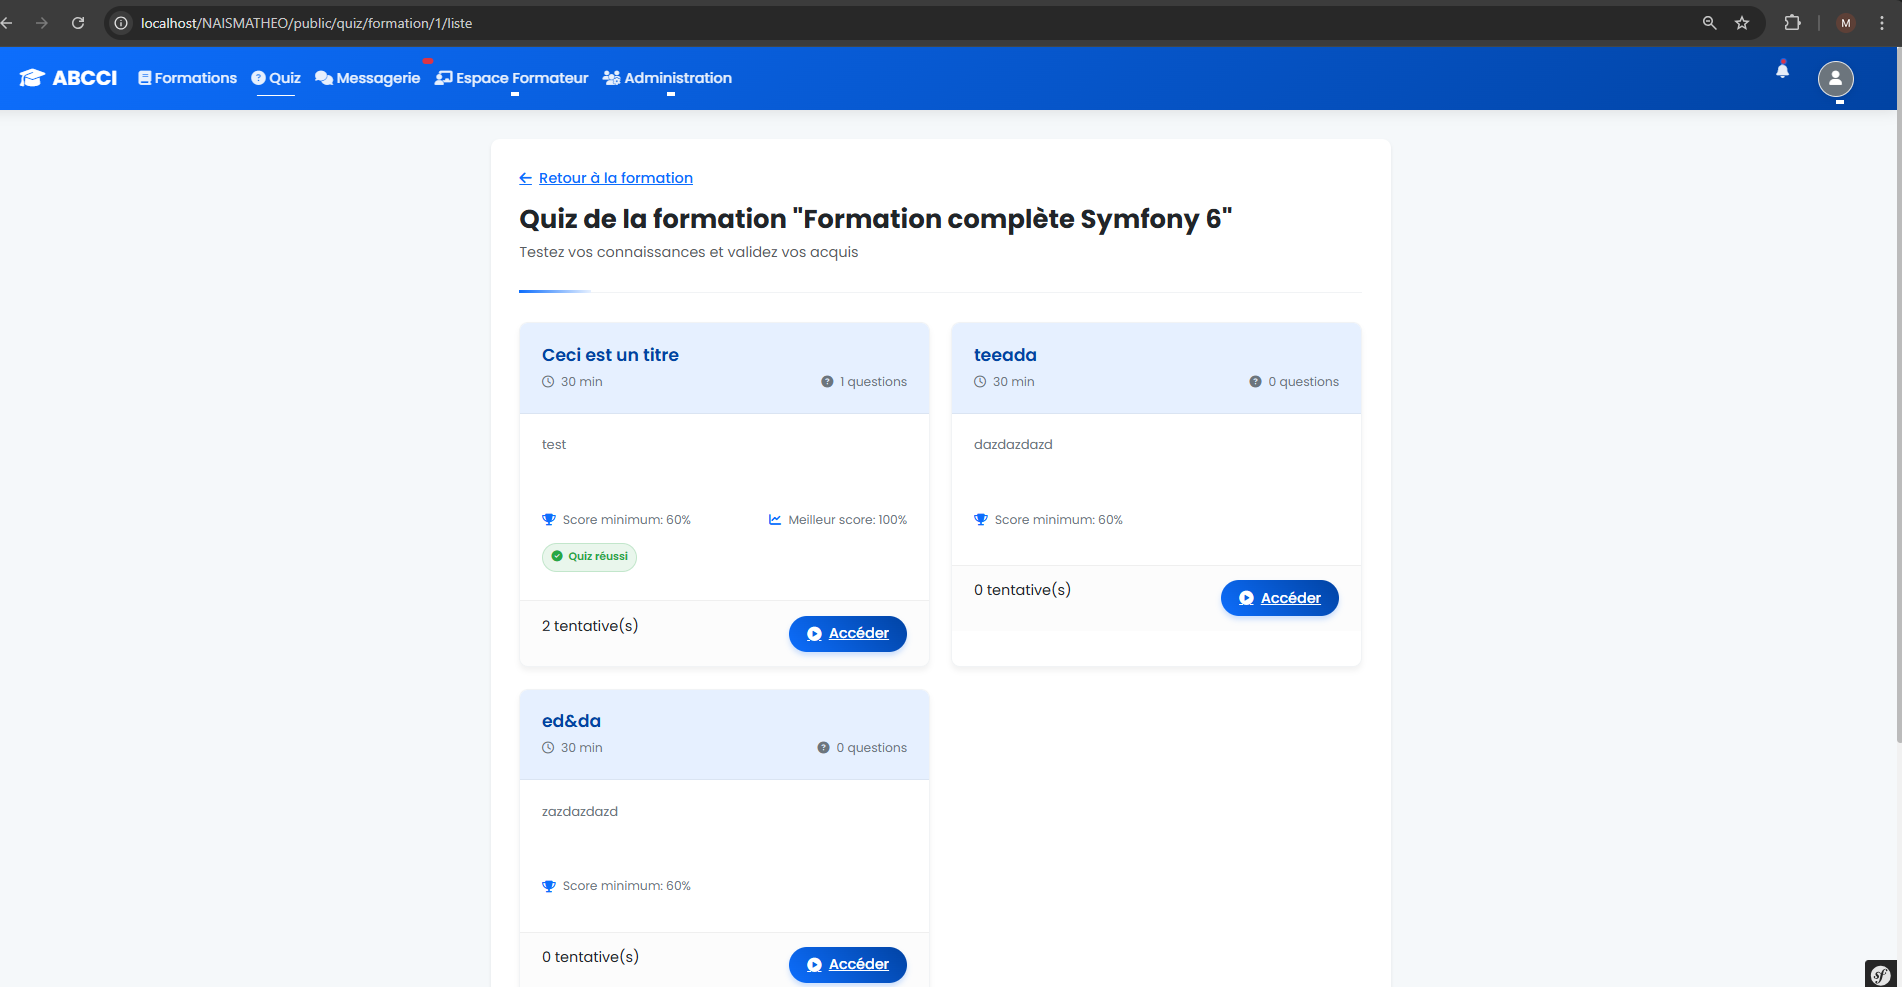 localhost/NAISMATHEO/public/quiz/formation/1/liste
M
ABCCI Formations Quiz Messagerie Espace Formateur Administration
Retour à la formation
Quiz de la formation "Formation complète Symfony 6"
Testez vos connaissances et validez vos acquis
Ceci est un titre
30 min 1 questions
test
Score minimum: 60% Meilleur score: 100%
Quiz réussi
2 tentative(s) Accéder
teeada
30 min 0 questions
dazdazdazd
Score minimum: 60%
0 tentative(s) Accéder
ed&da
30 min 0 questions
zazdazdazd
Score minimum: 60%
0 tentative(s) Accéder
sf